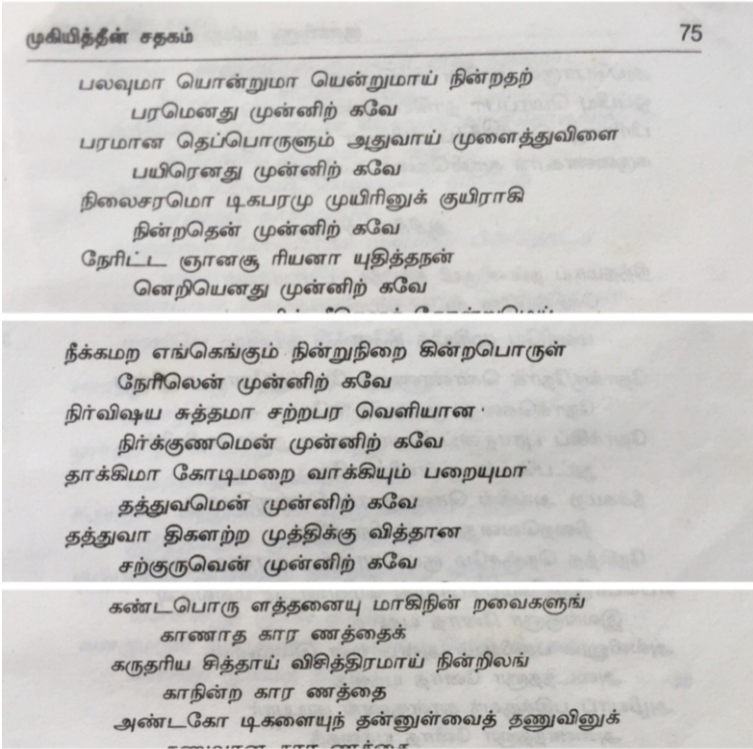 முகியித்தீன் சதகம் 75
பலவுமா யொன்றுமா யென்றுமாய் நின்றதற்
பரமெனது முன்னிற் கவே
பரமான தெப்பொருளும் அதுவாய் முளைத்துவிளை
பயிரெனது முன்னிற் கவே
நிலைசரமொ டிகபரமு முயிரினுக் குயிராகி
நின்றதென் முன்னிற் கவே
நேரிட்ட ஞானசூ ரியனா யுதித்தநன்
னெறியெனது முன்னிற் கவே
நீக்கமற எங்கெங்கும் நின்றுநிறை கின்றபொருள்
நேரிலென் முன்னிற் கவே
நிர்விஷய சுத்தமா சற்றபர வெளியான
நிர்க்குணமென் முன்னிற் கவே
தாக்கிமா கோடிமறை வாக்கியும் பறையுமா
தத்துவமென் முன்னிற் கவே
தத்துவா திகளற்ற முத்திக்கு வித்தான
சற்குருவென் முன்னிற் கவே
கண்டபொரு ளத்தனையு மாகிநின் றவைகளுங்
காணாத கார ணத்தைக்
கருதரிய சித்தாய் விசித்திரமாய் நின்றிலங்
காநின்ற கார ணத்தை
அண்டகோ டிகளையுந் தன்னுள்வைத் தணுவினுக்